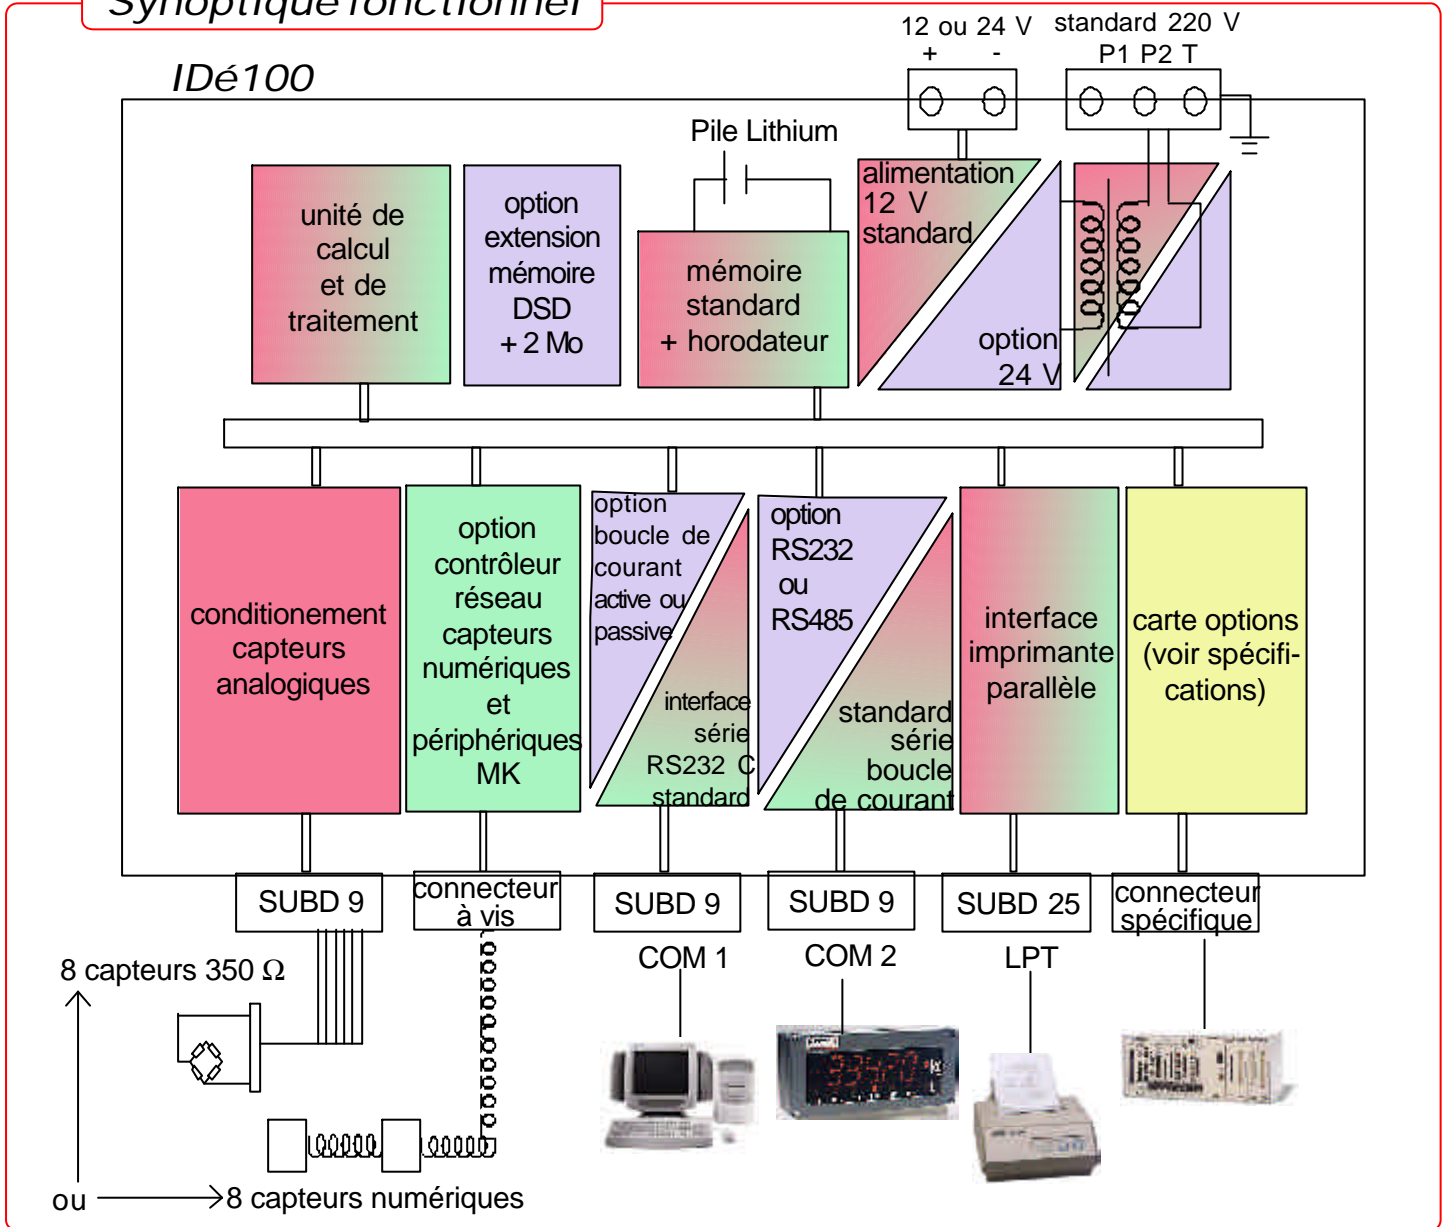 Synoptique fonctionnel
12 ou 24 V
+ -
standard 220 V
P1 P2 T
IDé100
Pile Lithium
unité de
calcul
et de
traitement
option
extension
mémoire
DSD
+ 2 Mo
mémoire
standard
+ horodateur
alimentation
12 V
standard
option
24 V
conditionement
capteurs
analogiques
option
contrôleur
réseau
capteurs
numériques
et
périphériques
MK
option
boucle de
courant
active ou
passive
interface
série
RS232 C
standard
option
RS232
ou
RS485
standard
série
boucle
de courant
interface
imprimante
parallèle
carte options
(voir spécifi-
cations)
SUBD 9
connecteur
à vis
SUBD 9
SUBD 9
SUBD 25
connecteur
spécifique
COM 1
COM 2
LPT
8 capteurs 350 Ω
ou
8 capteurs numériques